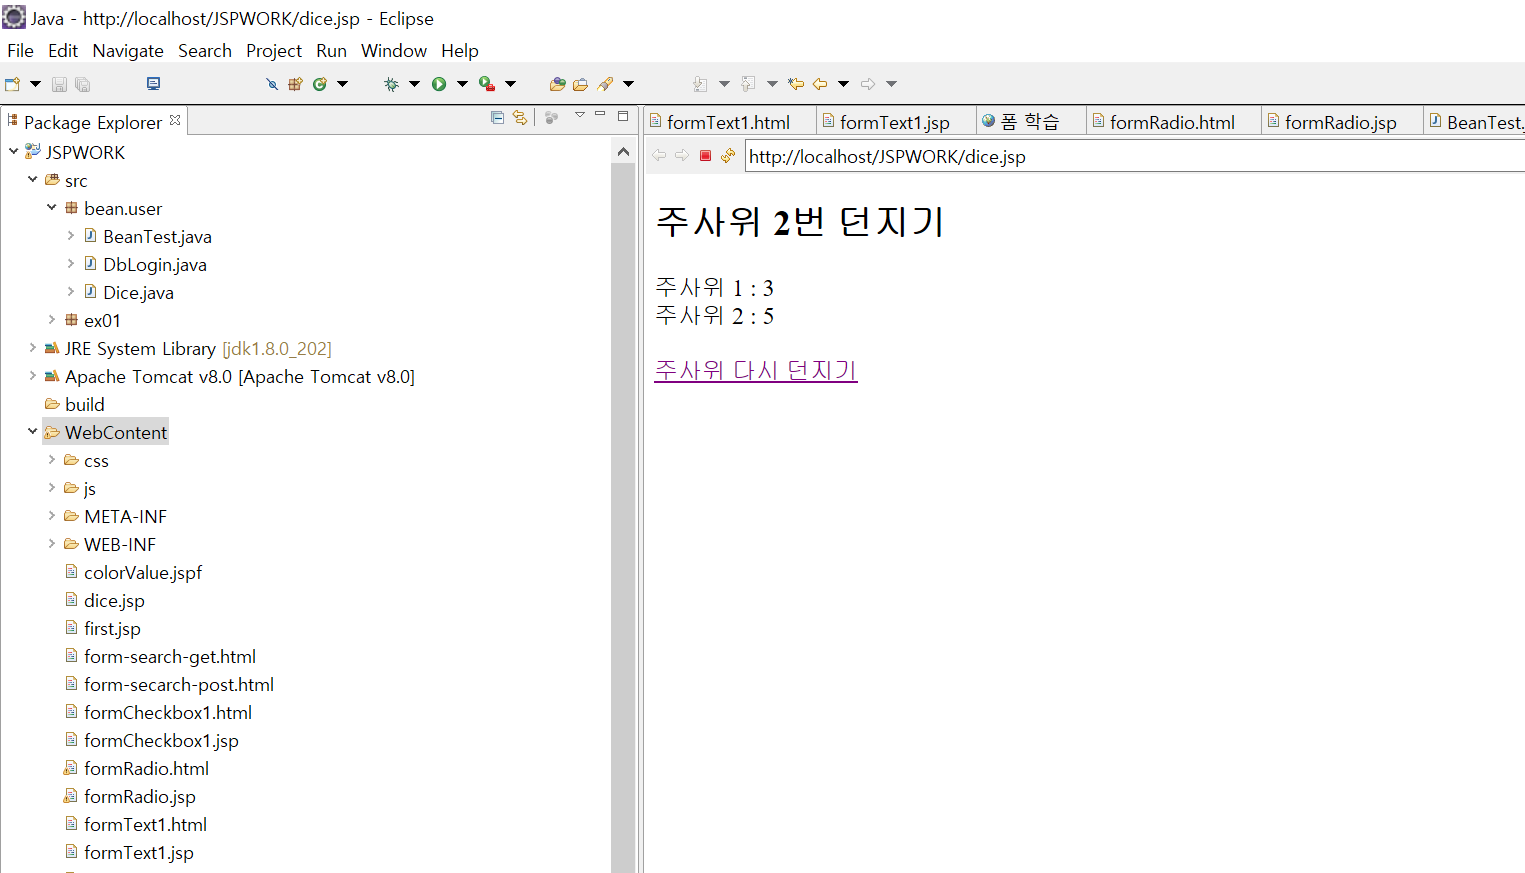 Java - http://localhost/JSPWORK/dice.jsp - Eclipse
File Edit Navigate Search Project Run Window Help
Package Explorer
JSPWORK
src
bean.user
BeanTest.java
DbLogin.java
Dice.java
ex01
JRE System Library [jdk1.8.0_202]
Apache Tomcat v8.0 [Apache Tomcat v8.0]
build
WebContent
css
js
META-INF
WEB-INF
colorValue.jspf
dice.jsp
first.jsp
form-search-get.html
form-secarch-post.html
formCheckbox1.html
formCheckbox1.jsp
formRadio.html
formRadio.jsp
formText1.html
formText1.jsp
formText1.html formText1.jsp 폼 학습 formRadio.html formRadio.jsp BeanTest.
http://localhost/JSPWORK/dice.jsp
주사위 2번 던지기
주사위 1 : 3
주사위 2 : 5
주사위 다시 던지기